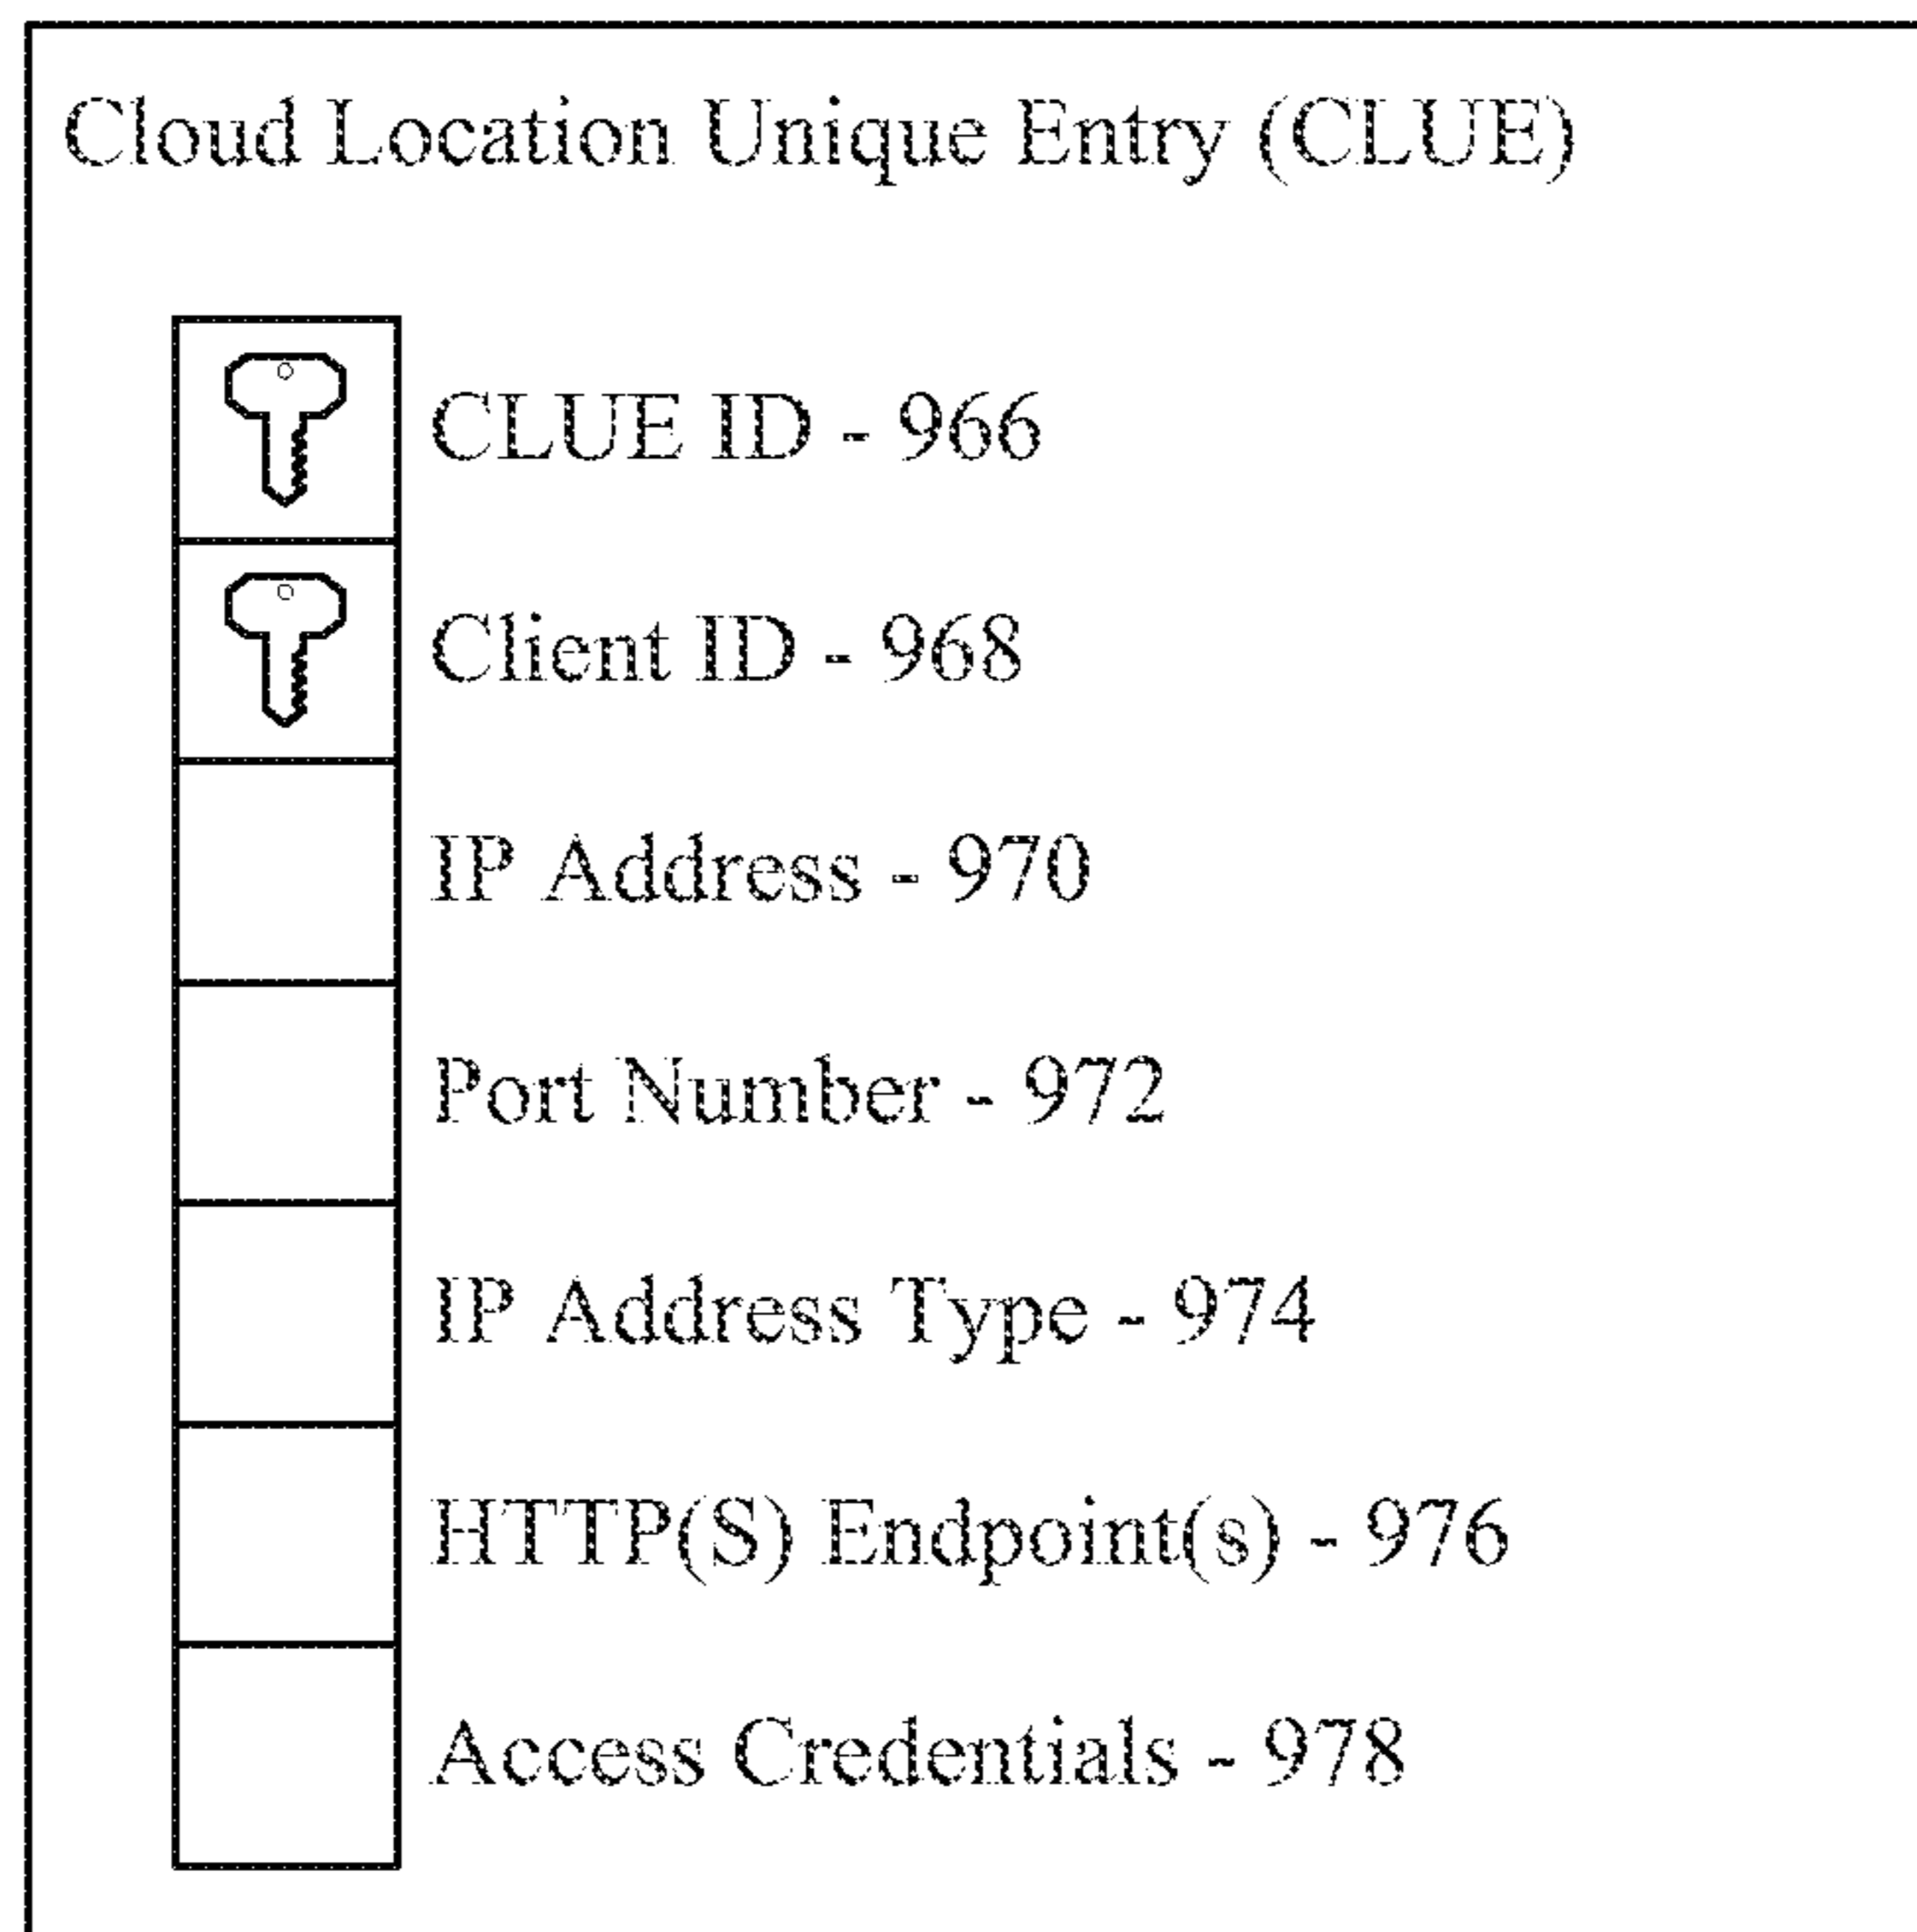 Cloud Location Unique Entry (CLUE)
CLUE ID - 966
Client ID - 968
IP Address - 970
Port Number - 972
IP Address Type - 974
HTTP(S) Endpoint(s) - 976
Access Credentials - 978